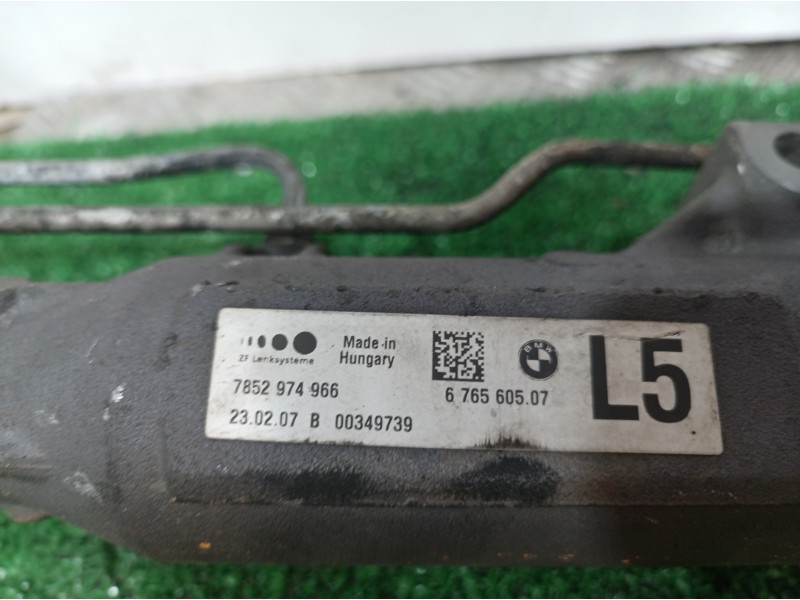 ZF Lenksysteme
Made in
Hungary
BMW
L5
7852 974 966
6 765 605.07
23.02.07 B 00349739